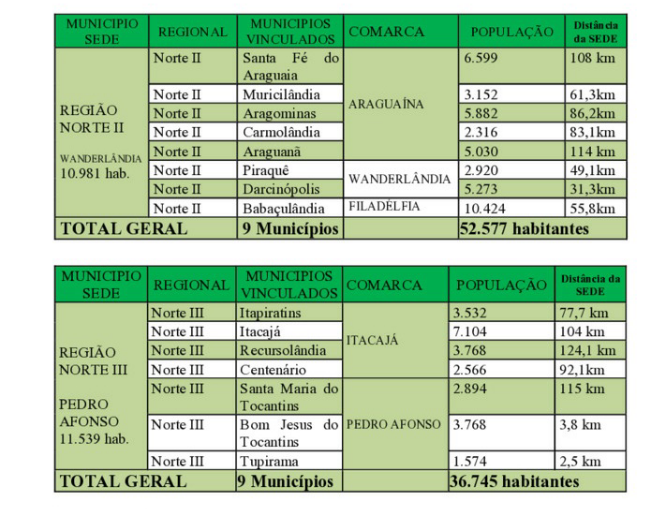 MUNICIPIO SEDE | REGIONAL | MUNICIPIOS VINCULADOS | COMARCA | POPULAÇÃO | Distância da SEDE
REGIÃO NORTE II WANDERLÂNDIA 10.981 hab. | Norte II | Santa Fé do Araguaia | ARAGUAÍNA | 6.599 | 108 km
Norte II | Muricilândia | 3.152 | 61,3km
Norte II | Aragominas | 5.882 | 86,2km
Norte II | Carmolândia | 2.316 | 83,1km
Norte II | Araguanã | 5.030 | 114 km
Norte II | Piraquê | WANDERLÂNDIA | 2.920 | 49,1km
Norte II | Darcinópolis | 5.273 | 31,3km
Norte II | Babaçulândia | FILADÉLFIA | 10.424 | 55,8km
TOTAL GERAL | 9 Municípios | 52.577 habitantes
MUNICIPIO SEDE | REGIONAL | MUNICIPIOS VINCULADOS | COMARCA | POPULAÇÃO | Distância da SEDE
REGIÃO NORTE III PEDRO AFONSO 11.539 hab. | Norte III | Itapiratins | ITACAJÁ | 3.532 | 77,7 km
Norte III | Itacajá | 7.104 | 104 km
Norte III | Recursolândia | 3.768 | 124,1 km
Norte III | Centenário | 2.566 | 92,1km
Norte III | Santa Maria do Tocantins | PEDRO AFONSO | 2.894 | 115 km
Norte III | Bom Jesus do Tocantins | 3.768 | 3,8 km
Norte III | Tupirama | 1.574 | 2,5 km
TOTAL GERAL | 9 Municípios | 36.745 habitantes